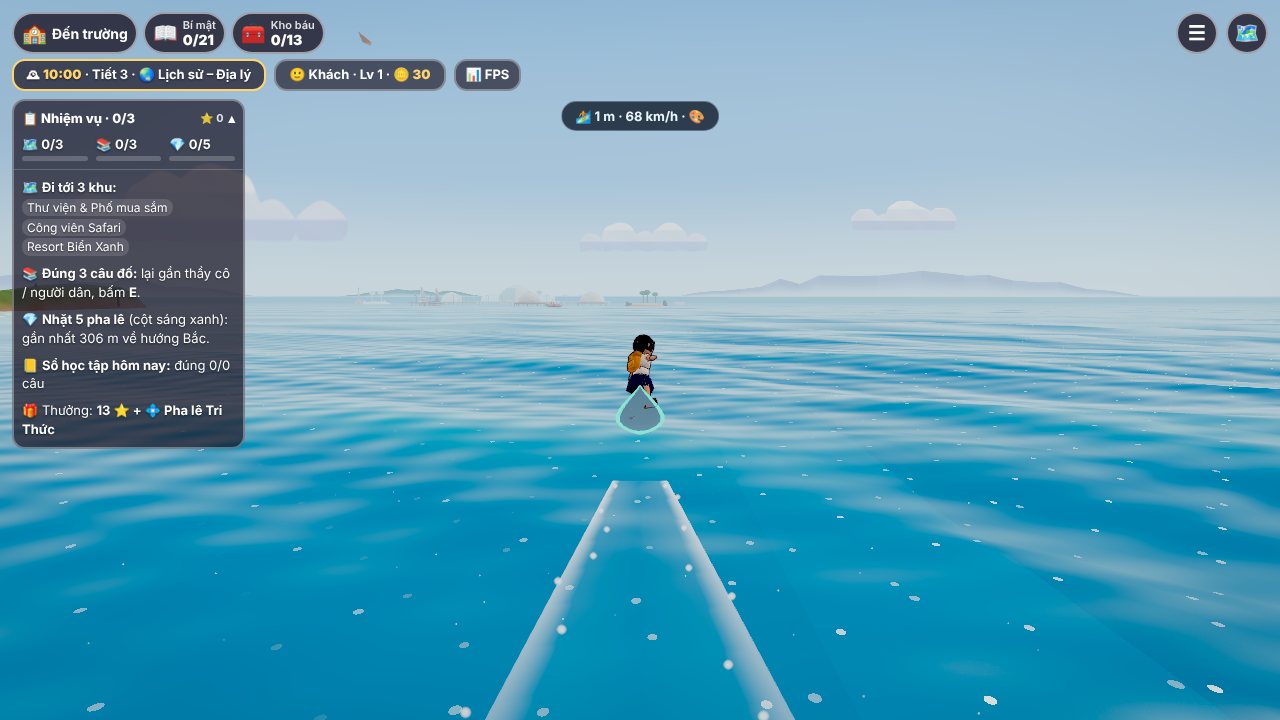 Đến trường
Bí mật
0/21
Kho báu
0/13
10:00 · Tiết 3 · Lịch sử – Địa lý
Khách · Lv 1 · 30
FPS
1 m · 68 km/h ·
Nhiệm vụ · 0/3
0 ▲
0/3
0/3
0/5
Đi tới 3 khu:
Thư viện & Phố mua sắm
Công viên Safari
Resort Biển Xanh
Đúng 3 câu đố: lại gần thầy cô
/ người dân, bấm E.
Nhặt 5 pha lê (cột sáng xanh):
gần nhất 306 m về hướng Bắc.
Sổ học tập hôm nay: đúng 0/0
câu
Thưởng: 13 ⭐ + 💠 Pha lê Tri
Thức